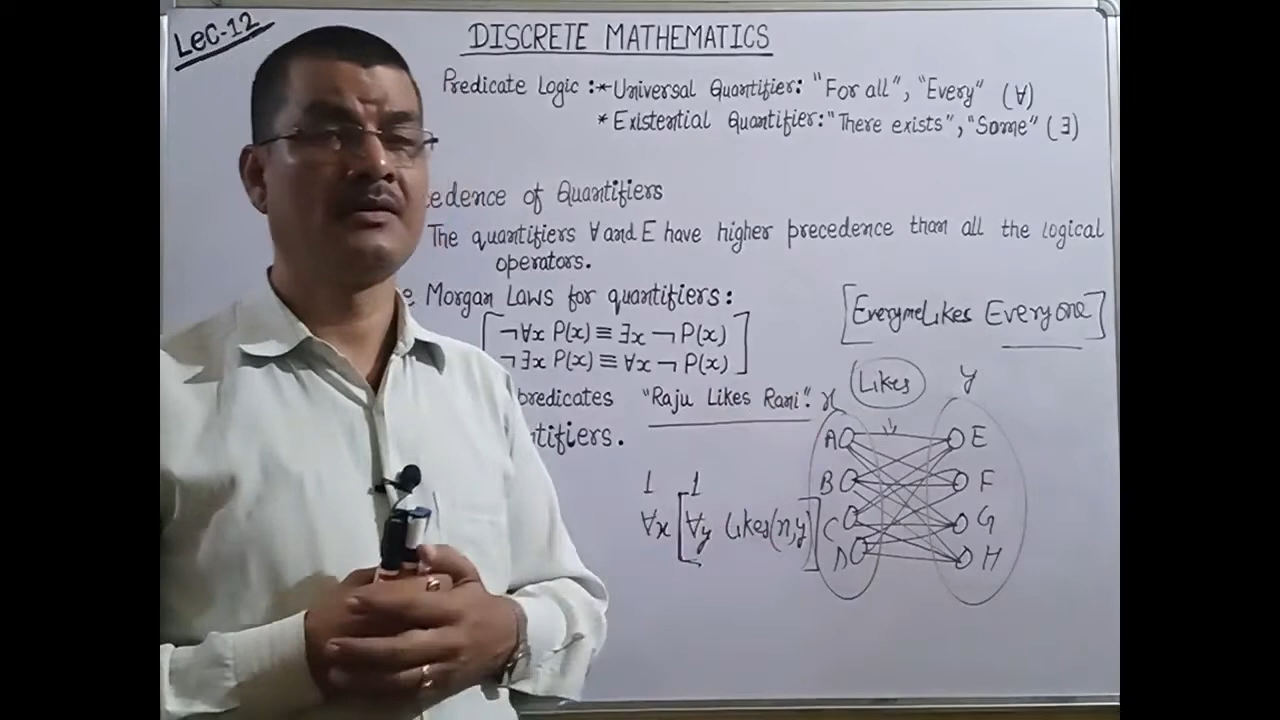 LeC-12
DISCRETE MATHEMATICS
Predicate Logic :* Universal Quantifier: "For all", "Every" (∀)
* Existential Quantifier: "There exists", "Some" (∃)
edence of Quantifiers
The quantifiers ∀ and E have higher precedence than all the logical
operators.
e Morgan Laws for quantifiers:
¬∀x P(x) ≡ ∃x ¬ P(x)
¬∃x P(x) ≡ ∀x ¬ P(x)
[Everyone Likes Everyone]
predicates "Raju Likes Rani".
ntifiers.
x Likes y
A E
B F
C G
D H
1 1
∀x [∀y Likes(x,y)]